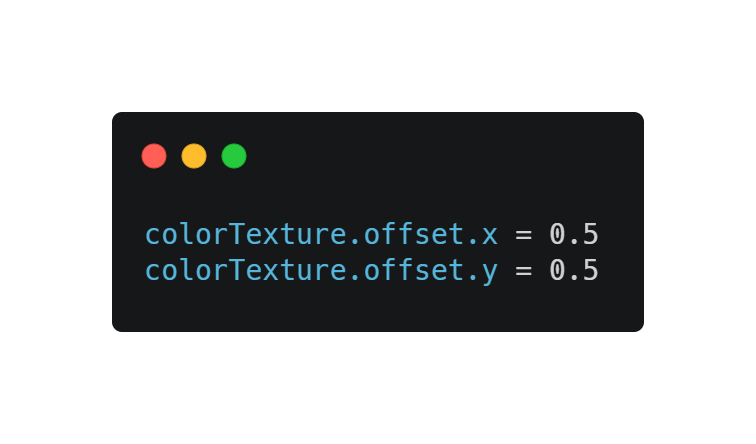 colorTexture.offset.x = 0.5
colorTexture.offset.y = 0.5